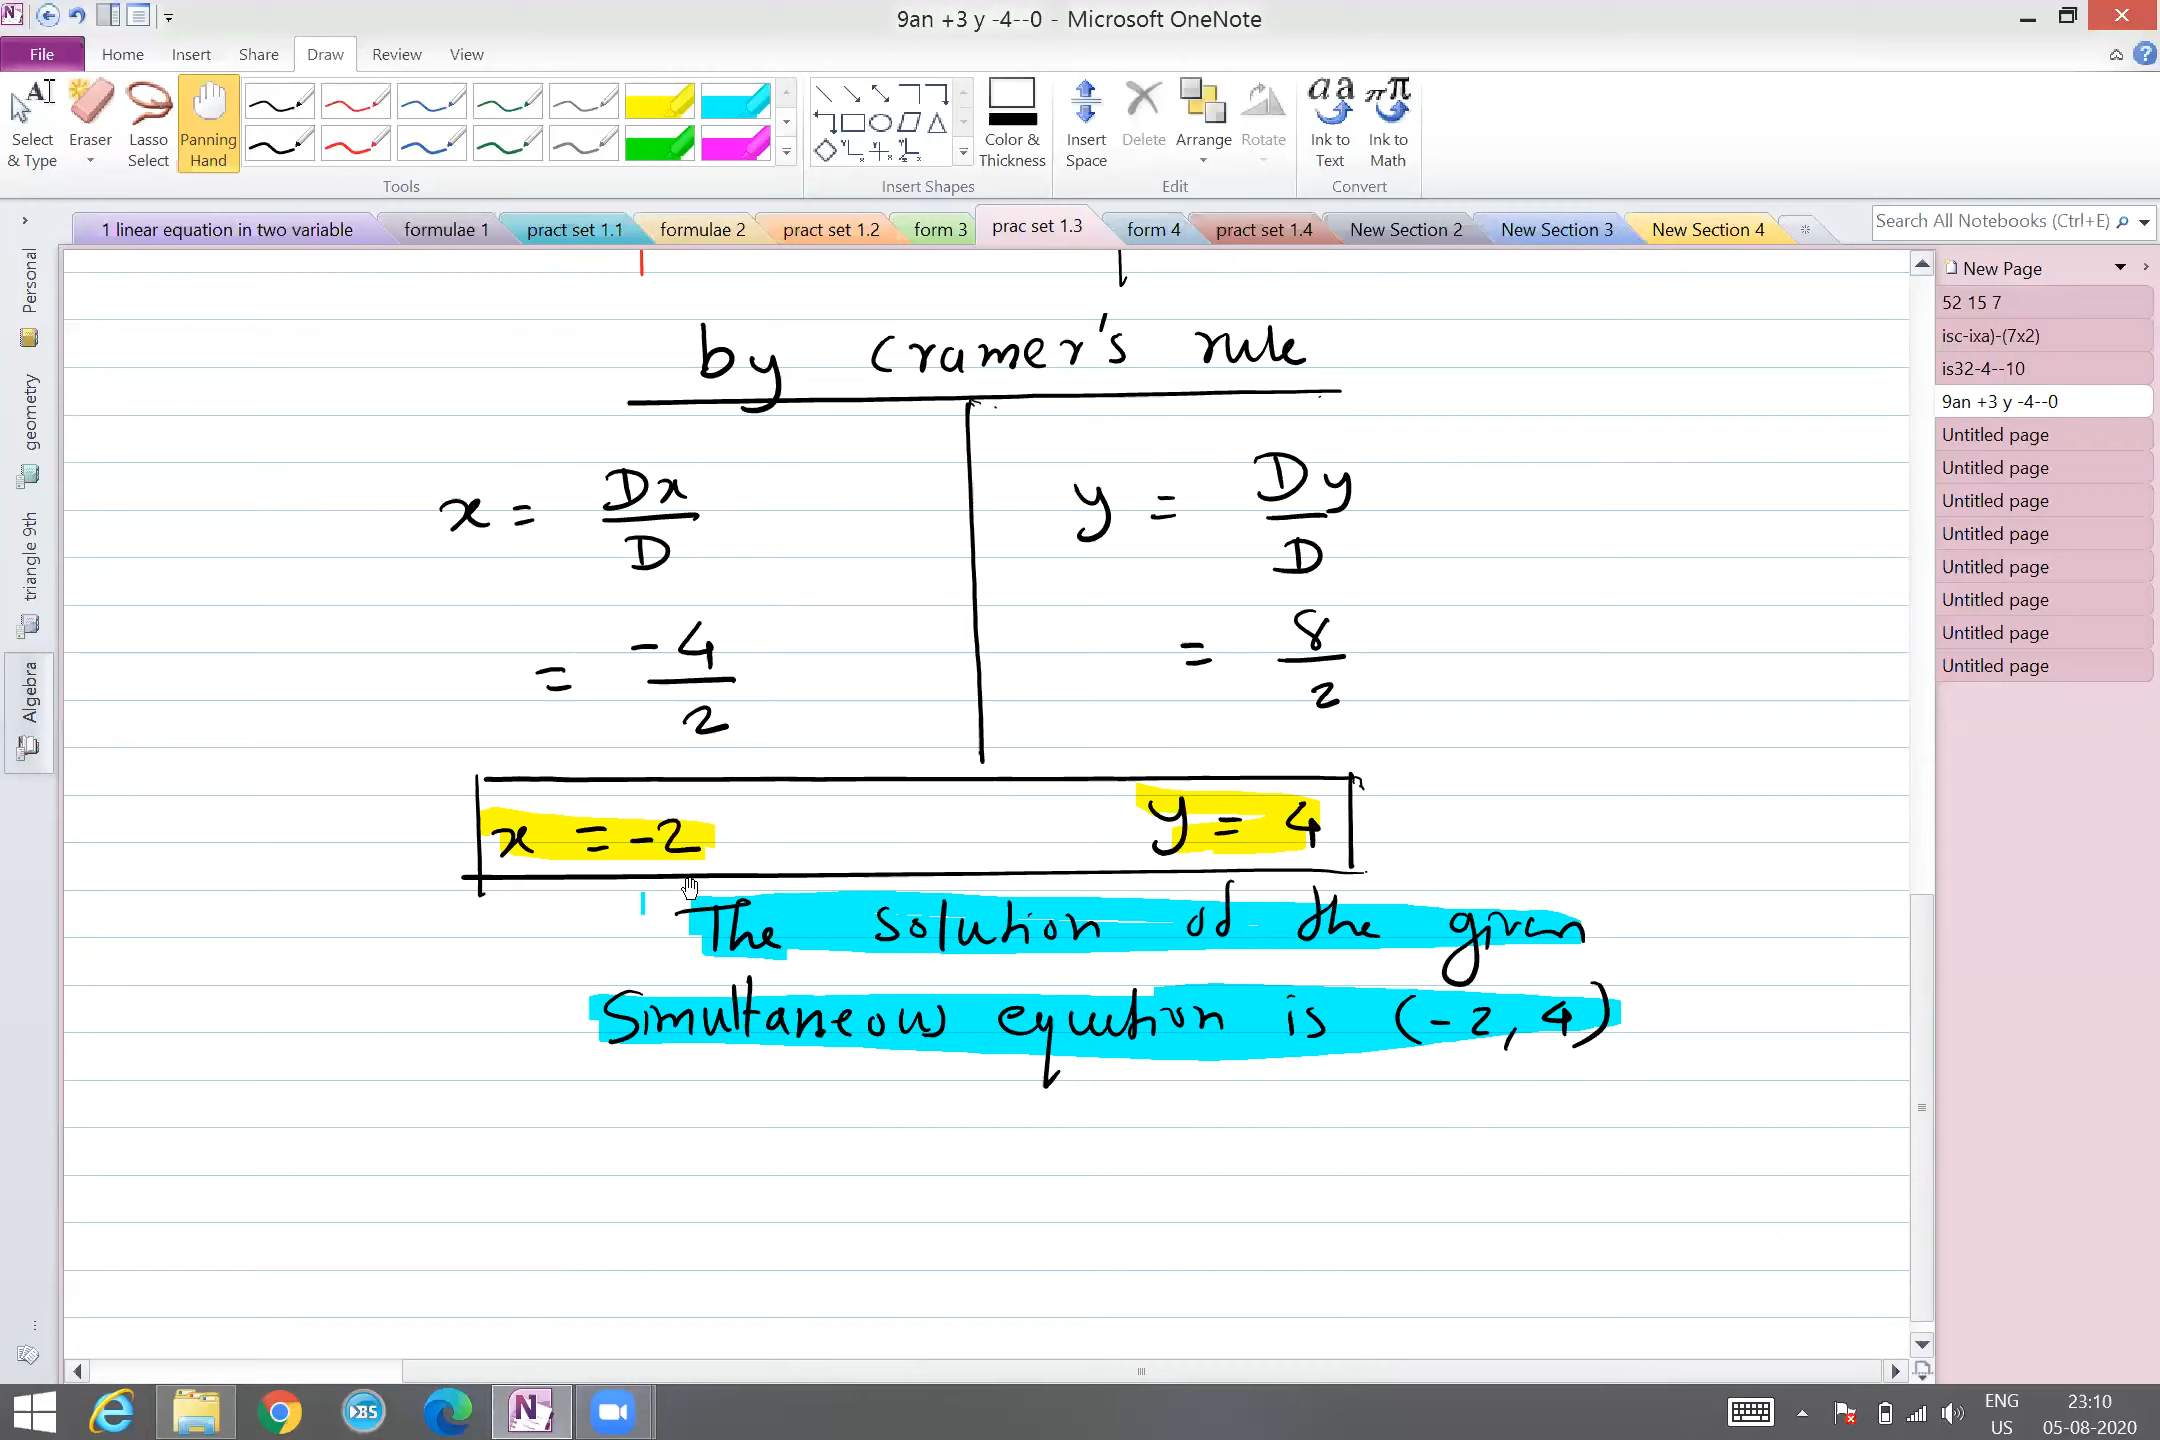 9an +3 y -4--0 - Microsoft OneNote
File Home Insert Share Draw Review View
Select & Type Eraser Lasso Select Panning Hand Color & Thickness Insert Space Delete Arrange Rotate Ink to Text Ink to Math
Tools Insert Shapes Edit Convert
1 linear equation in two variable formulae 1 pract set 1.1 formulae 2 pract set 1.2 form 3 prac set 1.3 form 4 pract set 1.4 New Section 2 New Section 3 New Section 4 Search All Notebooks (Ctrl+E)
Personal
geometry
triangle 9th
Algebra
by Cramer's rule
x = Dx/D y = Dy/D
= -4/2 = 8/2
x = -2 y = 4
The solution of the given
Simultaneous equation is (-2, 4)
New Page
52 15 7
isc-ixa)-(7x2)
is32-4--10
9an +3 y -4--0
Untitled page
Untitled page
Untitled page
Untitled page
Untitled page
Untitled page
Untitled page
Untitled page
ENG 23:10
US 05-08-2020